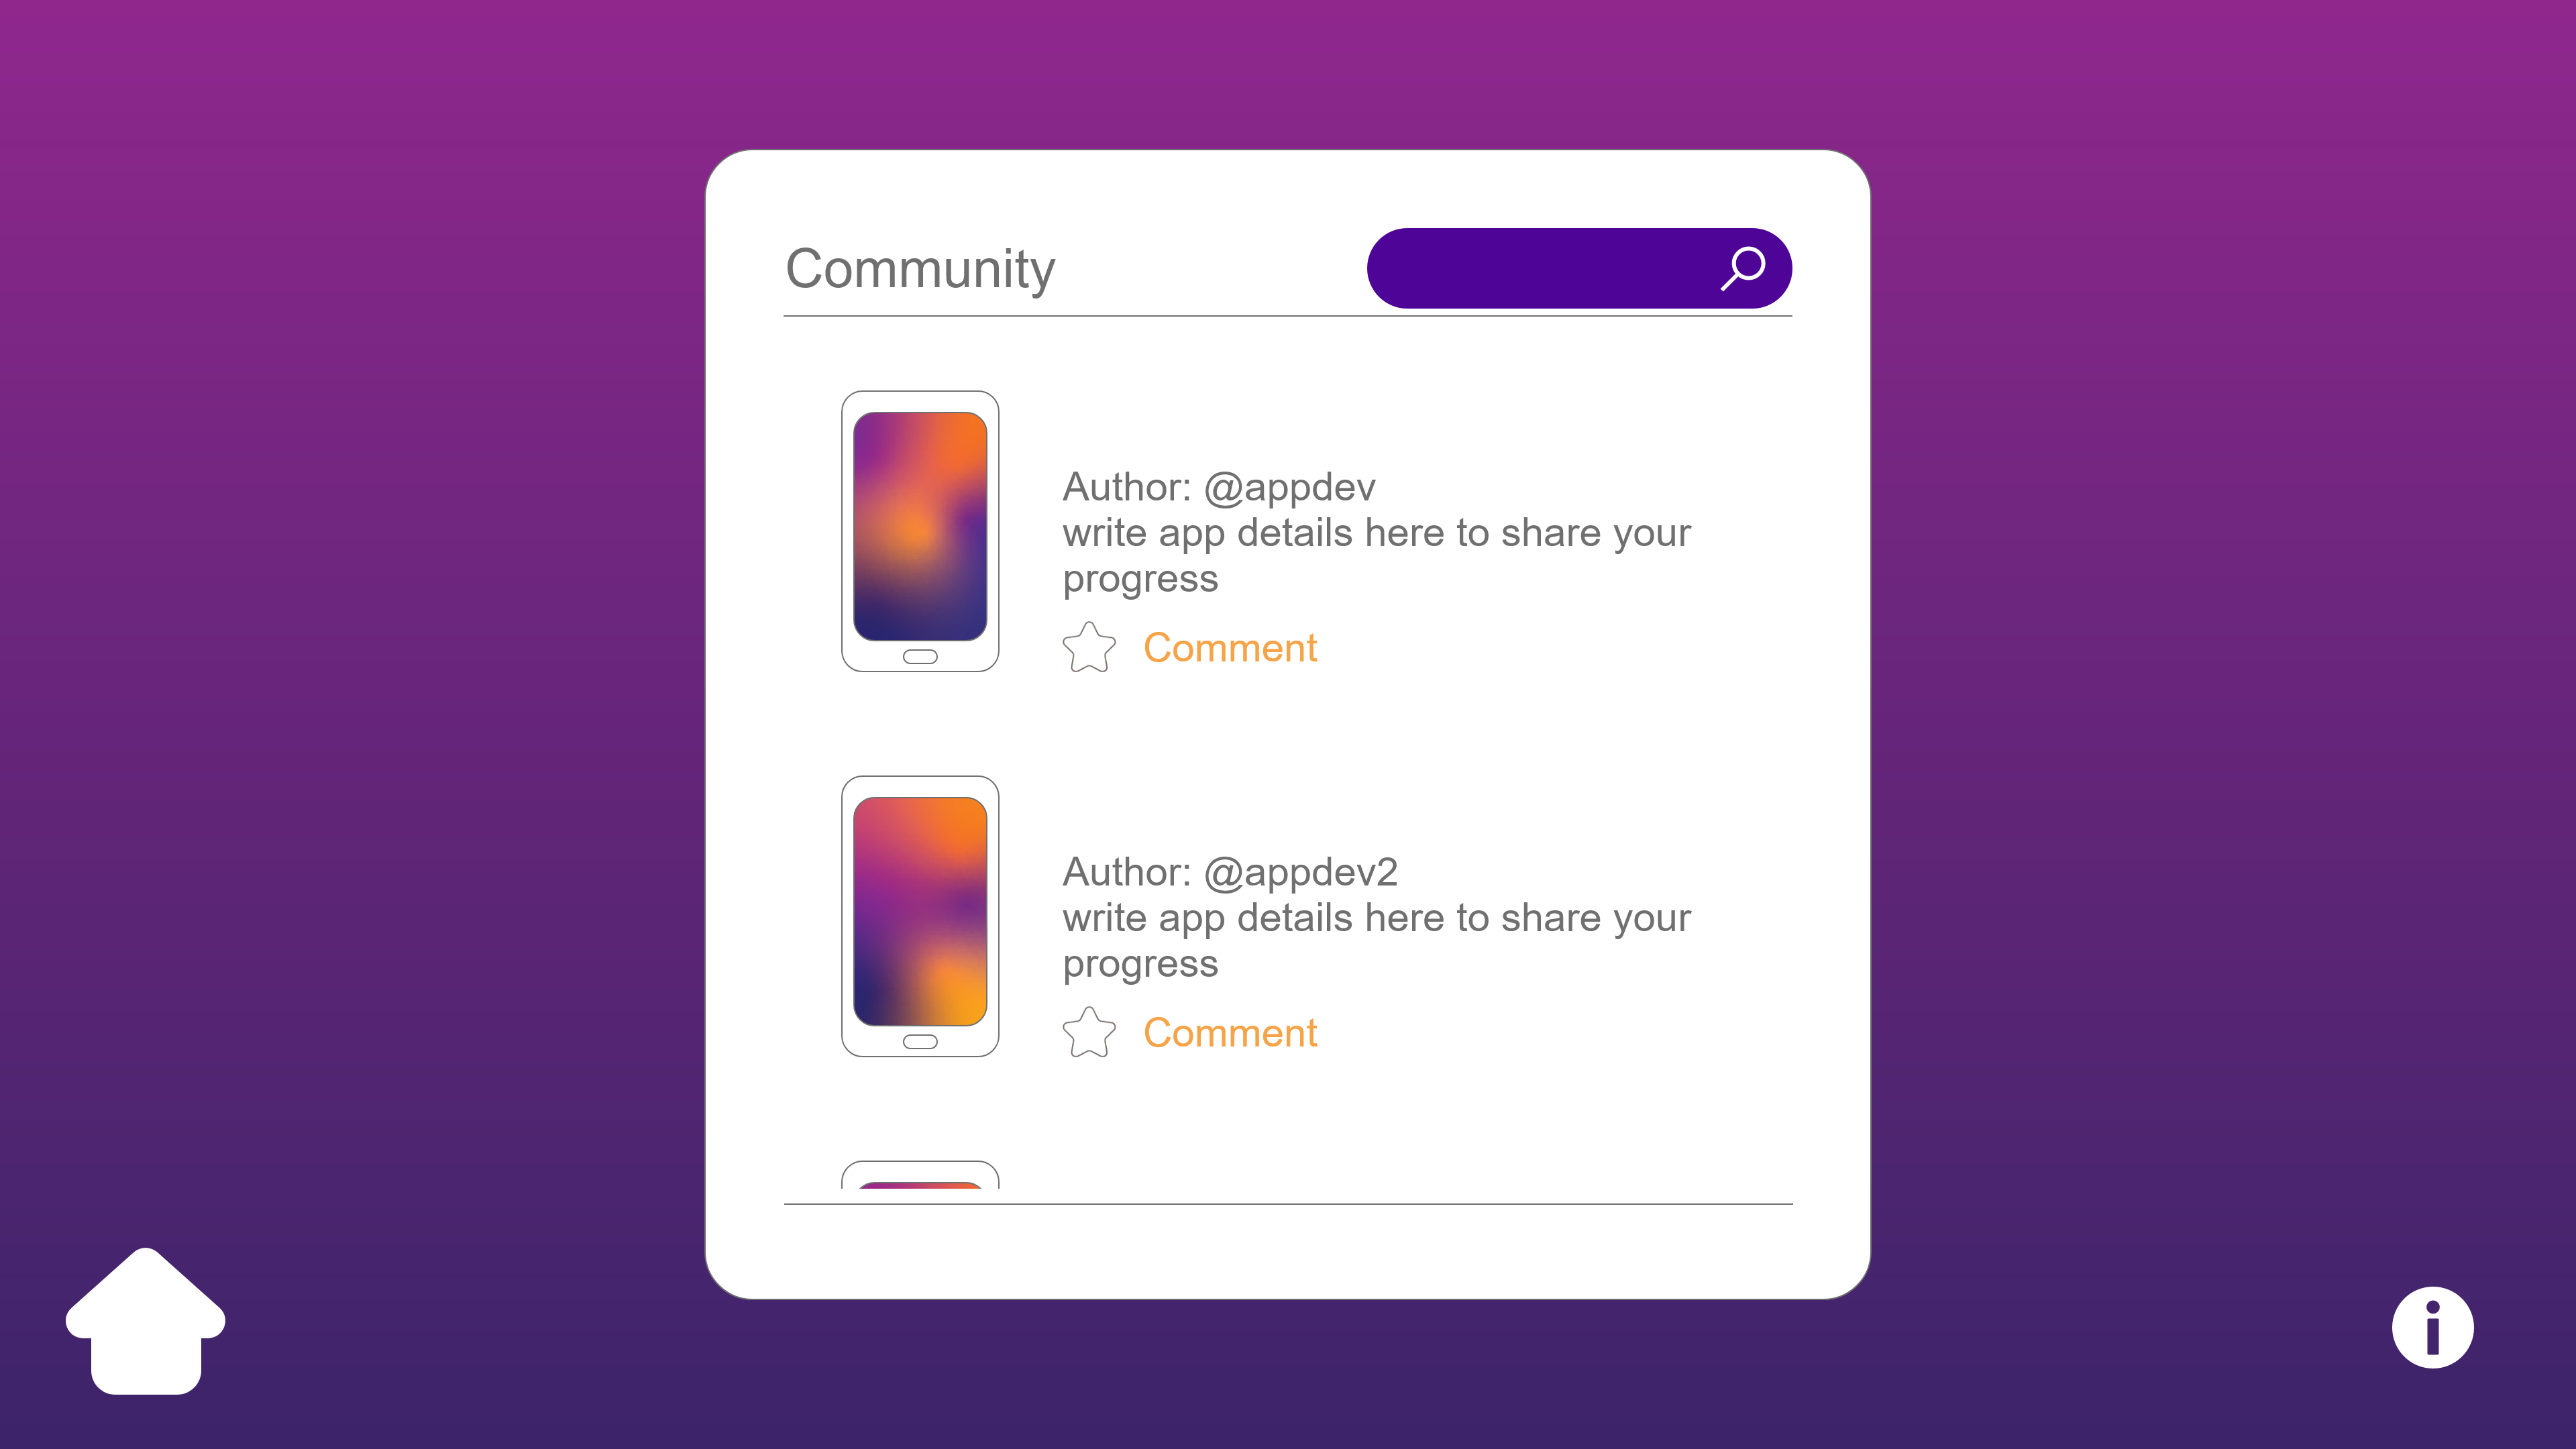 Community
Author: @appdev
write app details here to share your
progress
Comment
Author: @appdev2
write app details here to share your
progress
Comment